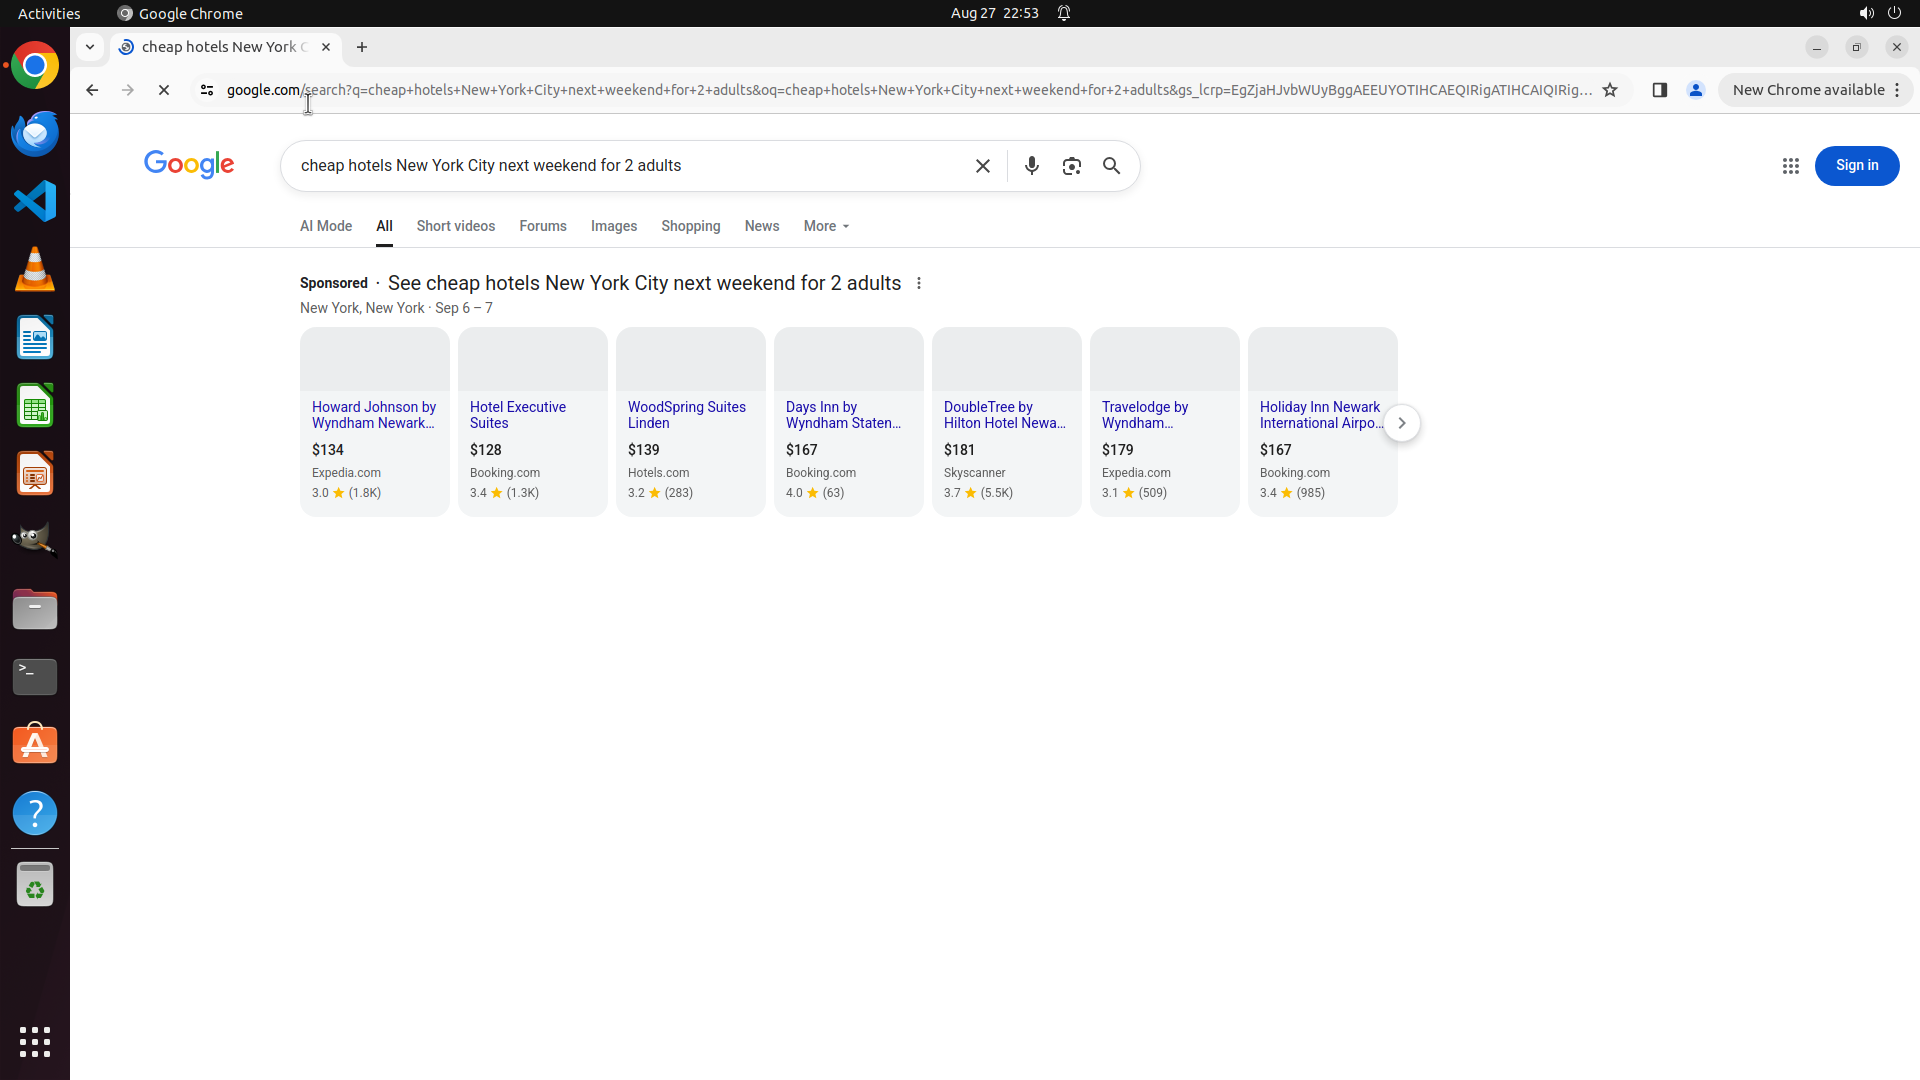 Activities
Google Chrome
Aug 27 22:53
cheap hotels New York C
google.com/search?q=cheap+hotels+New+York+City+next+weekend+for+2+adults&oq=cheap+hotels+New+York+City+next+weekend+for+2+adults&gs_lcrp=EgZjaHJvbWUyBggAEEUYOTIHCAEQIRigATIHCAIQIRig...
New Chrome available
Google
cheap hotels New York City next weekend for 2 adults
Sign in
AI Mode
All
Short videos
Forums
Images
Shopping
News
More
Sponsored · See cheap hotels New York City next weekend for 2 adults
New York, New York · Sep 6 – 7
Howard Johnson by
Wyndham Newark...
$134
Expedia.com
3.0 (1.8K)
Hotel Executive
Suites
$128
Booking.com
3.4 (1.3K)
WoodSpring Suites
Linden
$139
Hotels.com
3.2 (283)
Days Inn by
Wyndham Staten...
$167
Booking.com
4.0 (63)
DoubleTree by
Hilton Hotel Newa...
$181
Skyscanner
3.7 (5.5K)
Travelodge by
Wyndham...
$179
Expedia.com
3.1 (509)
Holiday Inn Newark
International Airpo...
$167
Booking.com
3.4 (985)